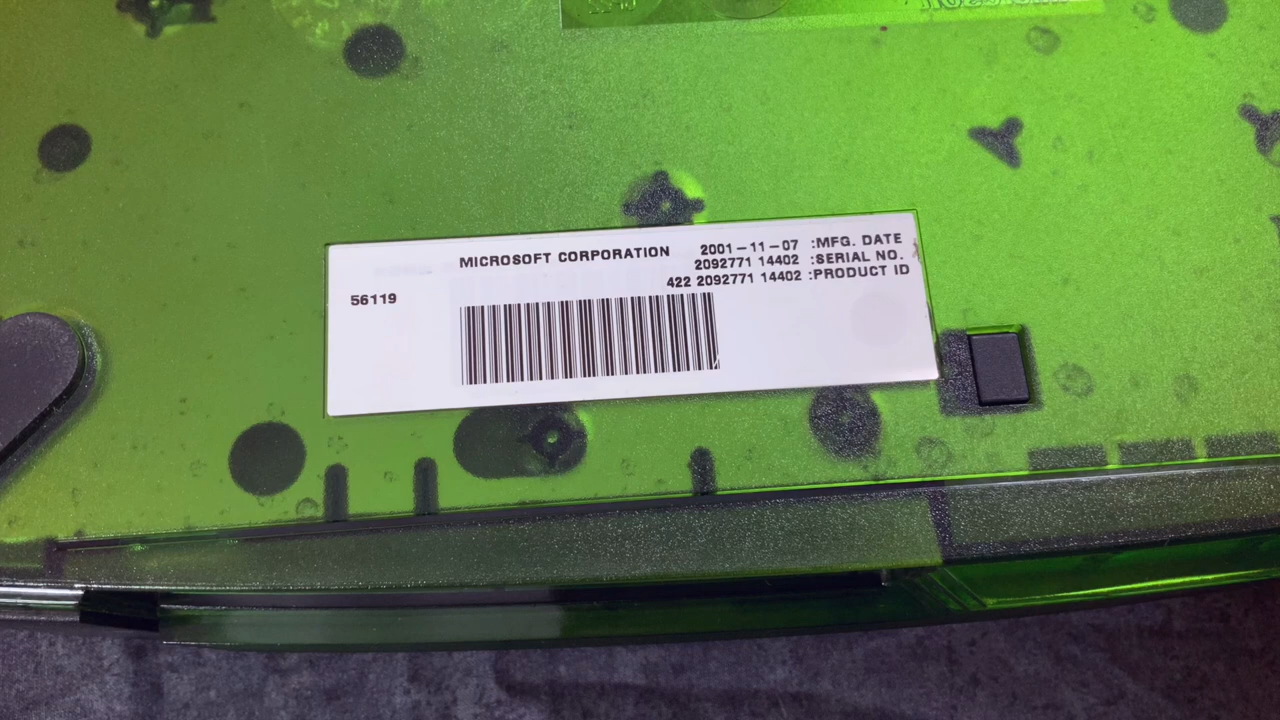 MICROSOFT CORPORATION
2001-11-07 :MFG. DATE
2092771 14402 :SERIAL NO.
422 2092771 14402 :PRODUCT ID
56119